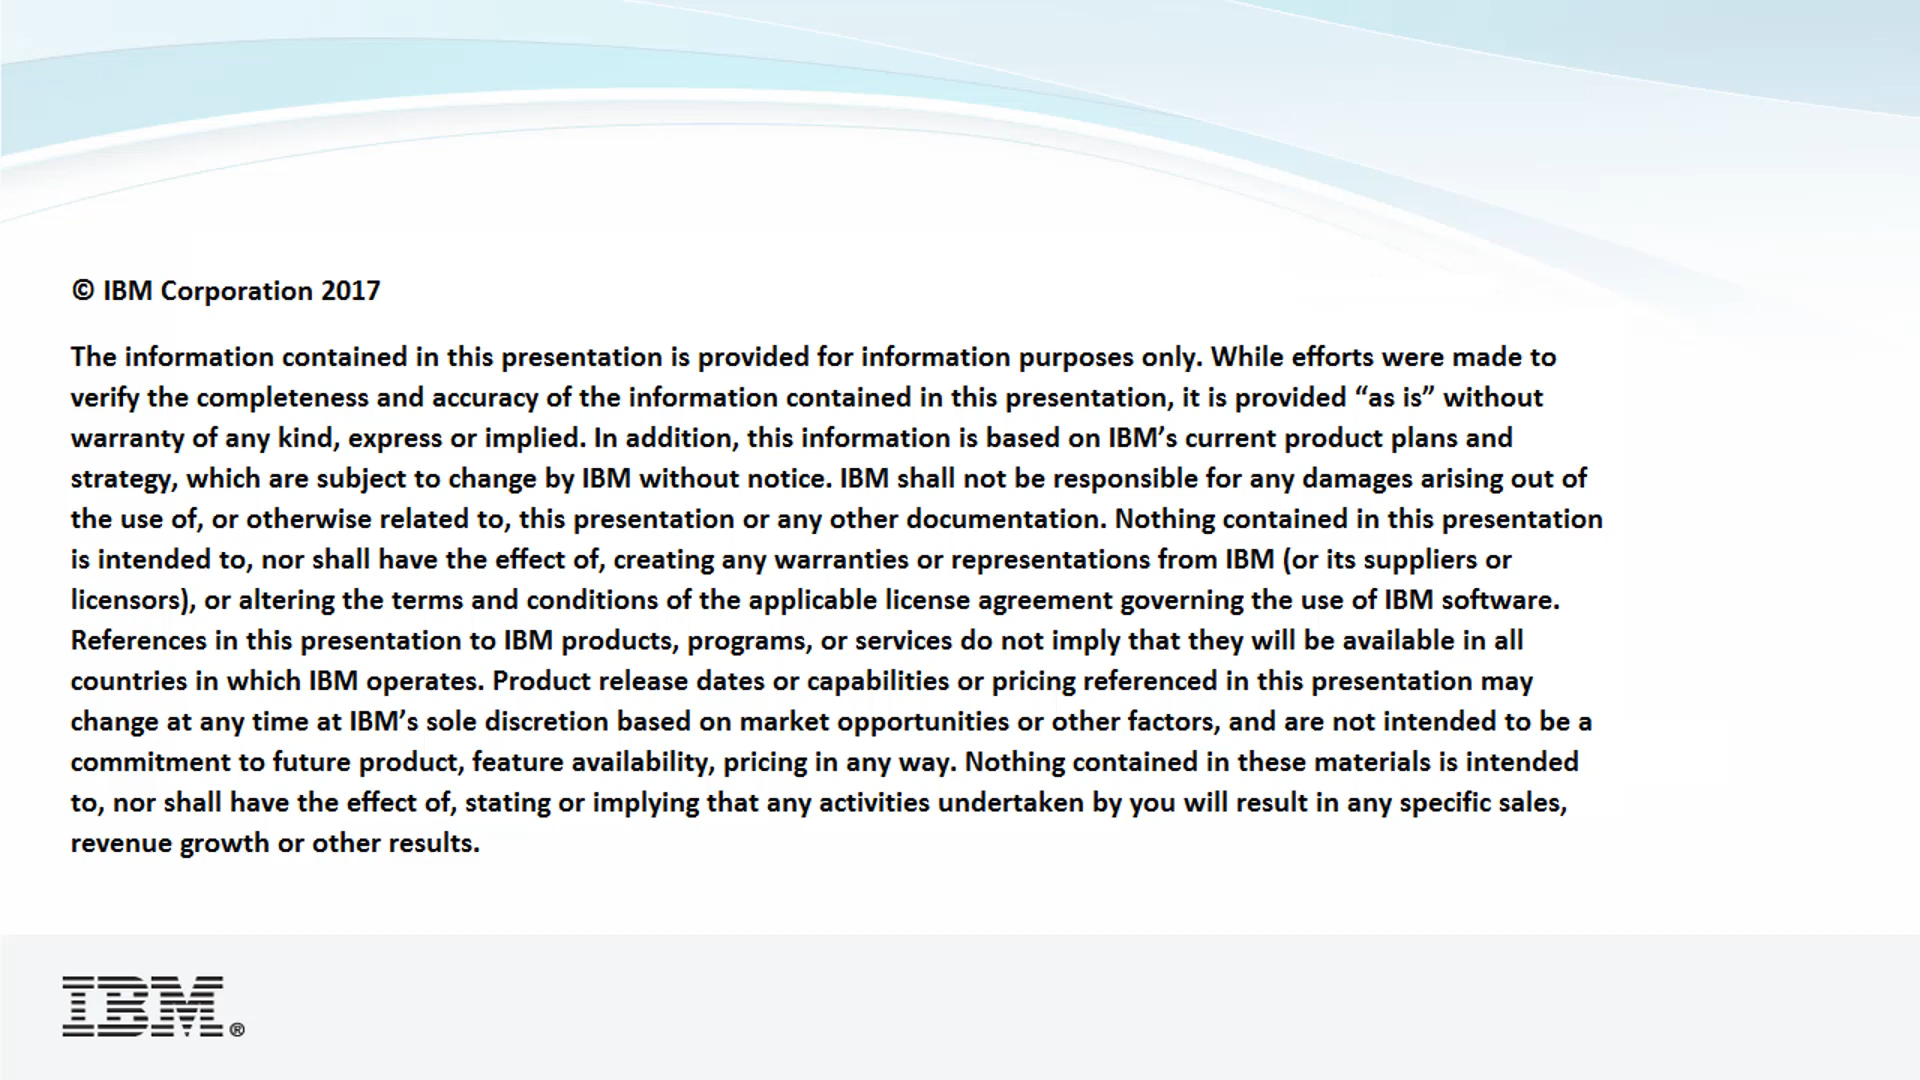 © IBM Corporation 2017
The information contained in this presentation is provided for information purposes only. While efforts were made to
verify the completeness and accuracy of the information contained in this presentation, it is provided “as is” without
warranty of any kind, express or implied. In addition, this information is based on IBM’s current product plans and
strategy, which are subject to change by IBM without notice. IBM shall not be responsible for any damages arising out of
the use of, or otherwise related to, this presentation or any other documentation. Nothing contained in this presentation
is intended to, nor shall have the effect of, creating any warranties or representations from IBM (or its suppliers or
licensors), or altering the terms and conditions of the applicable license agreement governing the use of IBM software.
References in this presentation to IBM products, programs, or services do not imply that they will be available in all
countries in which IBM operates. Product release dates or capabilities or pricing referenced in this presentation may
change at any time at IBM’s sole discretion based on market opportunities or other factors, and are not intended to be a
commitment to future product, feature availability, pricing in any way. Nothing contained in these materials is intended
to, nor shall have the effect of, stating or implying that any activities undertaken by you will result in any specific sales,
revenue growth or other results.
IBM®